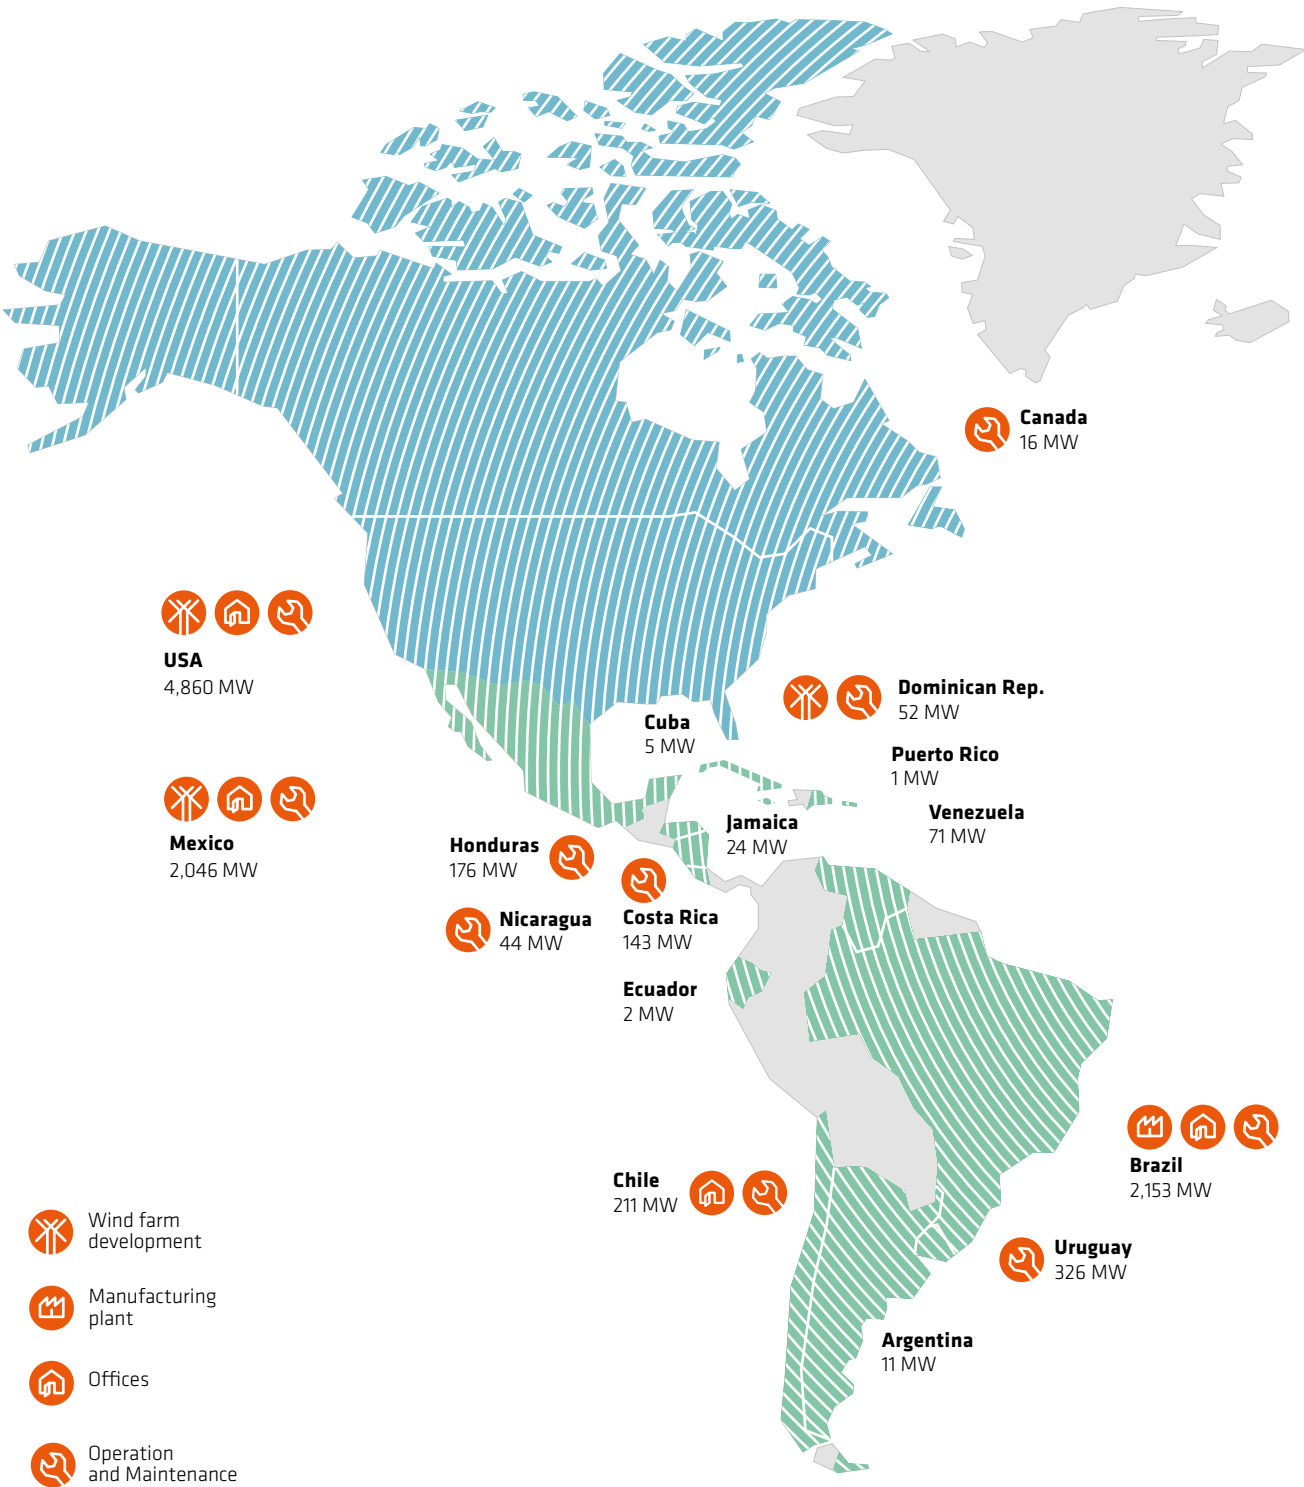 Canada
16 MW
USA
4,860 MW
Dominican Rep.
52 MW
Cuba
5 MW
Puerto Rico
1 MW
Mexico
2,046 MW
Venezuela
71 MW
Jamaica
24 MW
Honduras
176 MW
Nicaragua
44 MW
Costa Rica
143 MW
Ecuador
2 MW
Brazil
2,153 MW
Chile
211 MW
Uruguay
326 MW
Argentina
11 MW
Wind farm
development
Manufacturing
plant
Offices
Operation
and Maintenance